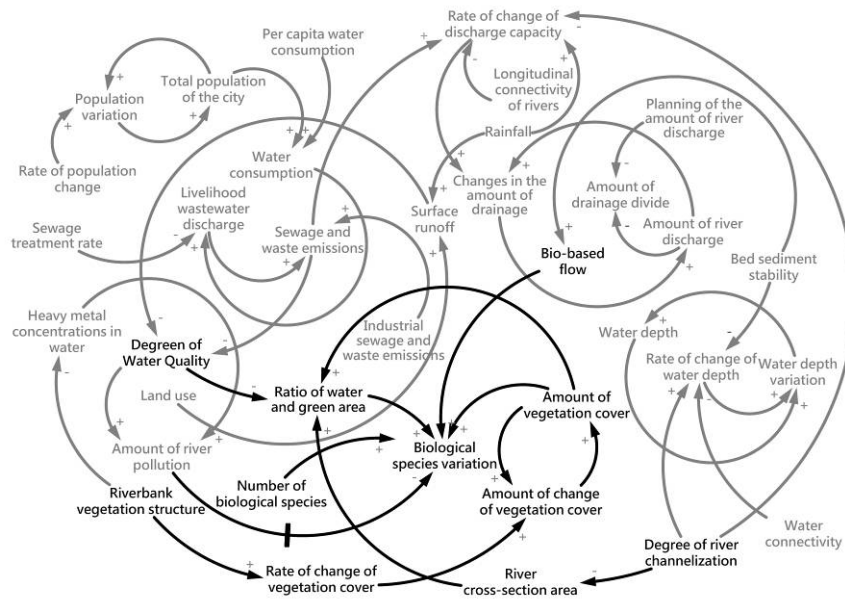 Per capita water
consumption
Rate of change of
discharge capacity
Total population
of the city
Population
variation
Longitudinal
connectivity
of rivers
Planning of the
amount of river
discharge
Rainfall
Rate of population
change
Water
consumption
Livelihood
wastewater
discharge
Changes in the
amount of
drainage
Amount of
drainage divide
Sewage
treatment rate
Sewage and
waste emissions
Surface
runoff
Amount of river
discharge
Bio-based
flow
Bed sediment
stability
Heavy metal
concentrations in
water
Degreen of
Water Quality
Industrial
sewage and
waste emissions
Water depth
Rate of change of
water depth
Water depth
variation
Land use
Ratio of water
and green area
Amount of
vegetation cover
Amount of river
pollution
Biological
species variation
Number of
biological species
Riverbank
vegetation structure
Amount of change
of vegetation cover
Water
connectivity
Degree of river
channelization
Rate of change of
vegetation cover
River
cross-section area